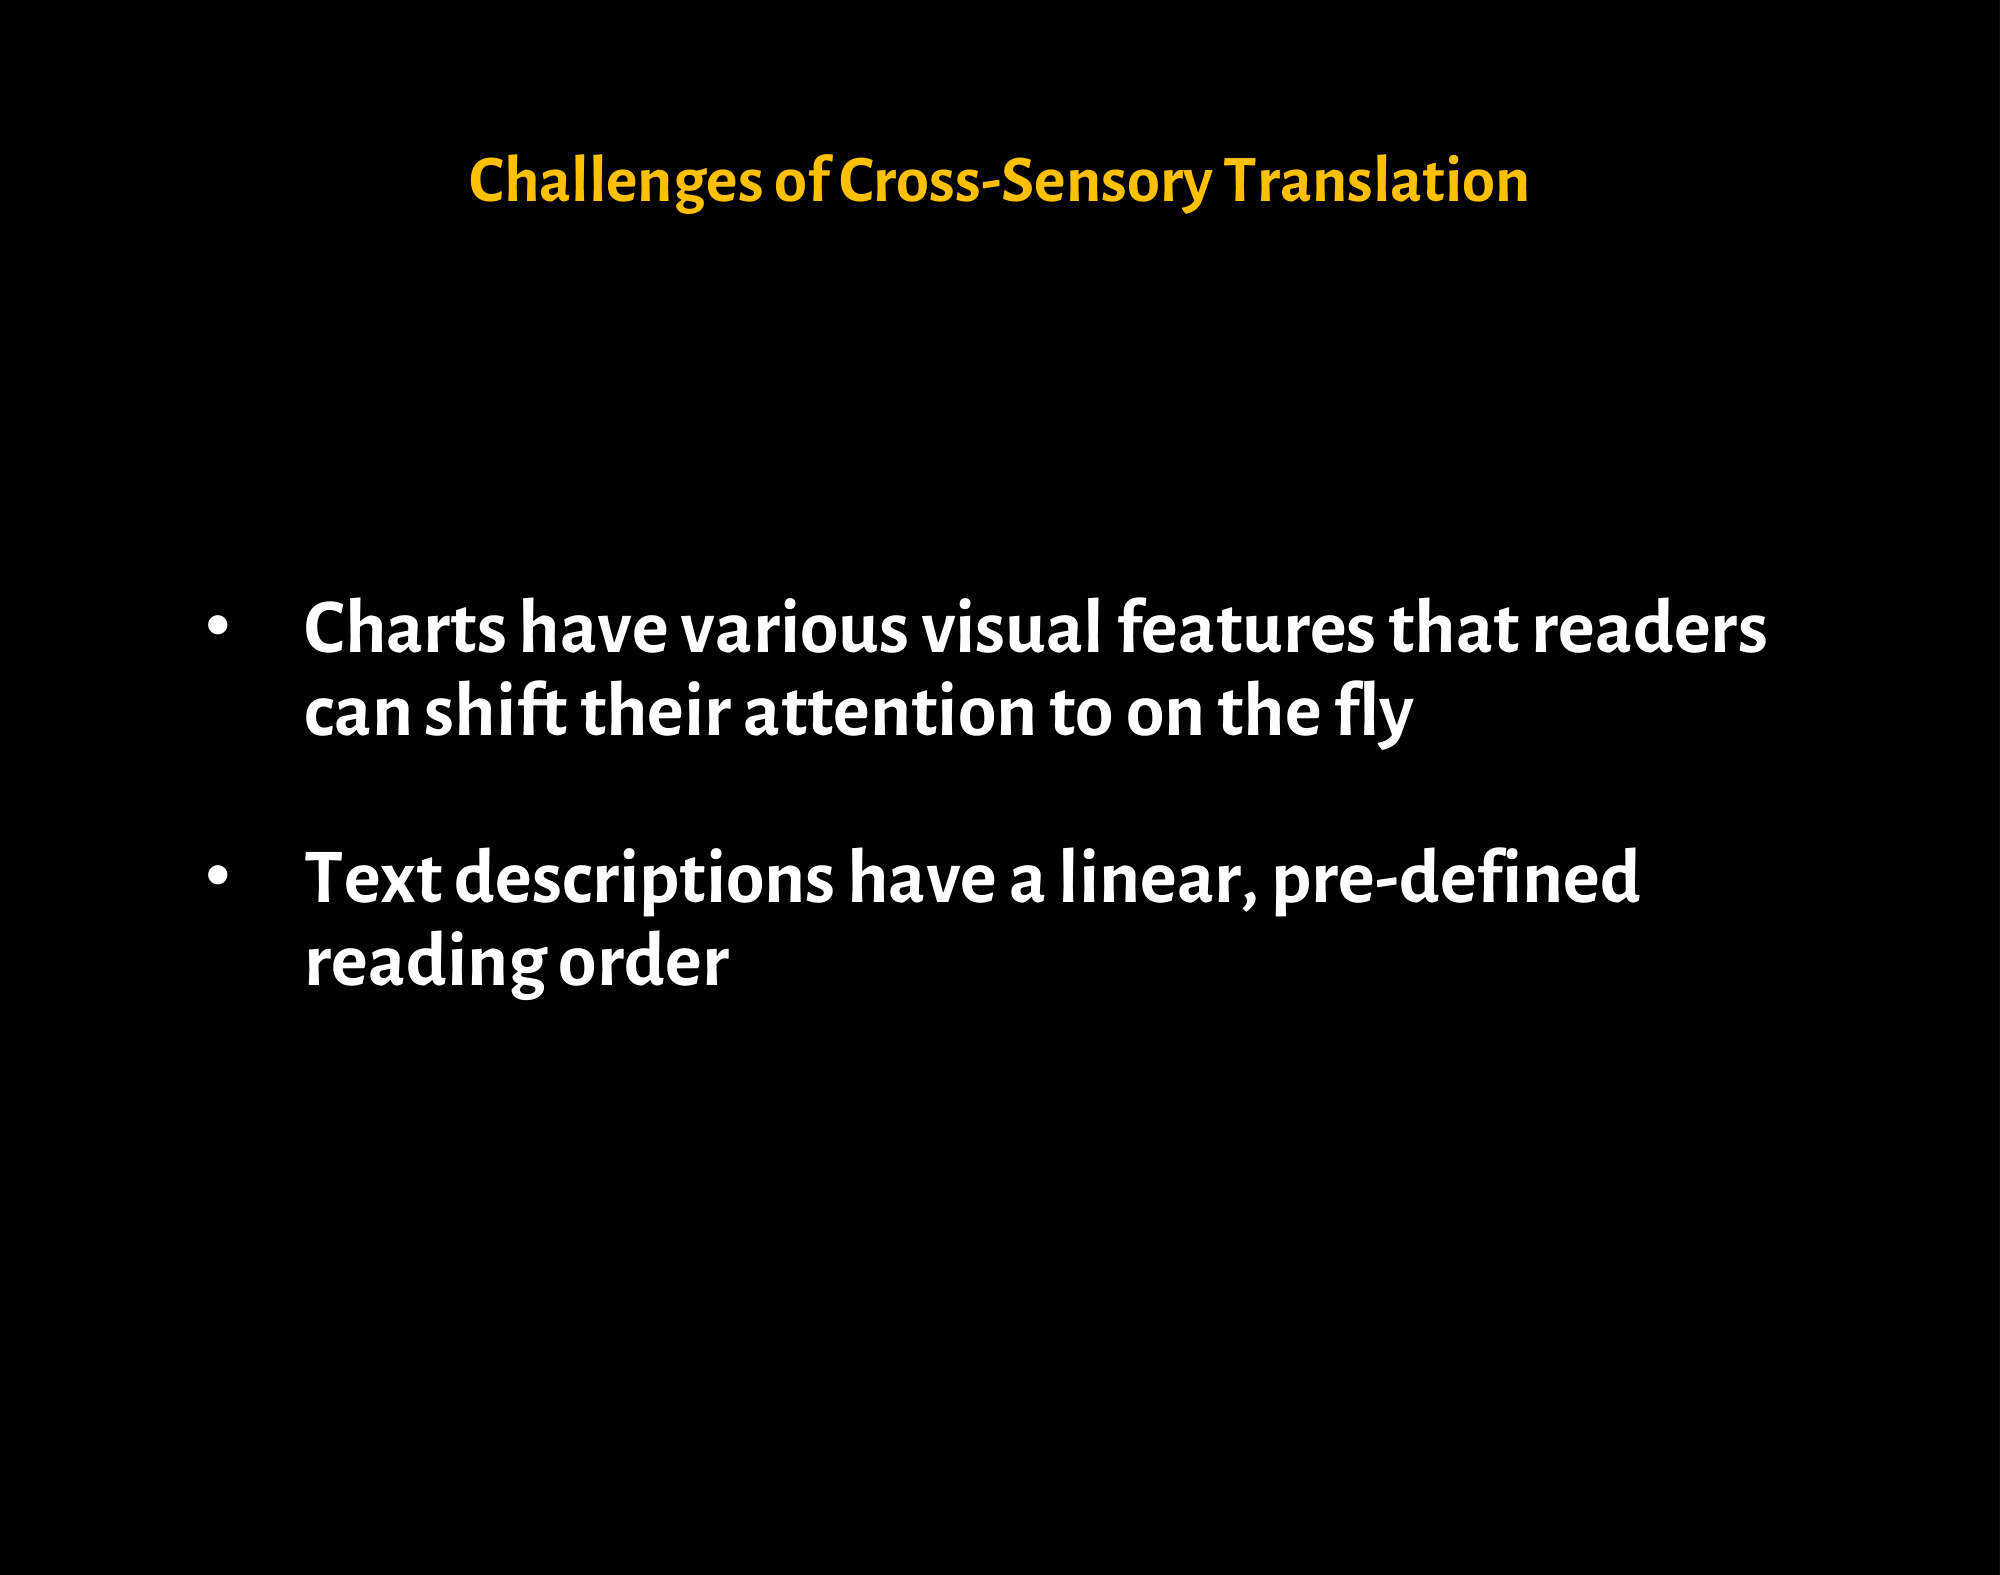 Challenges of Cross-Sensory Translation
• Charts have various visual features that readers
can shift their attention to on the fly
• Text descriptions have a linear, pre-defined
reading order